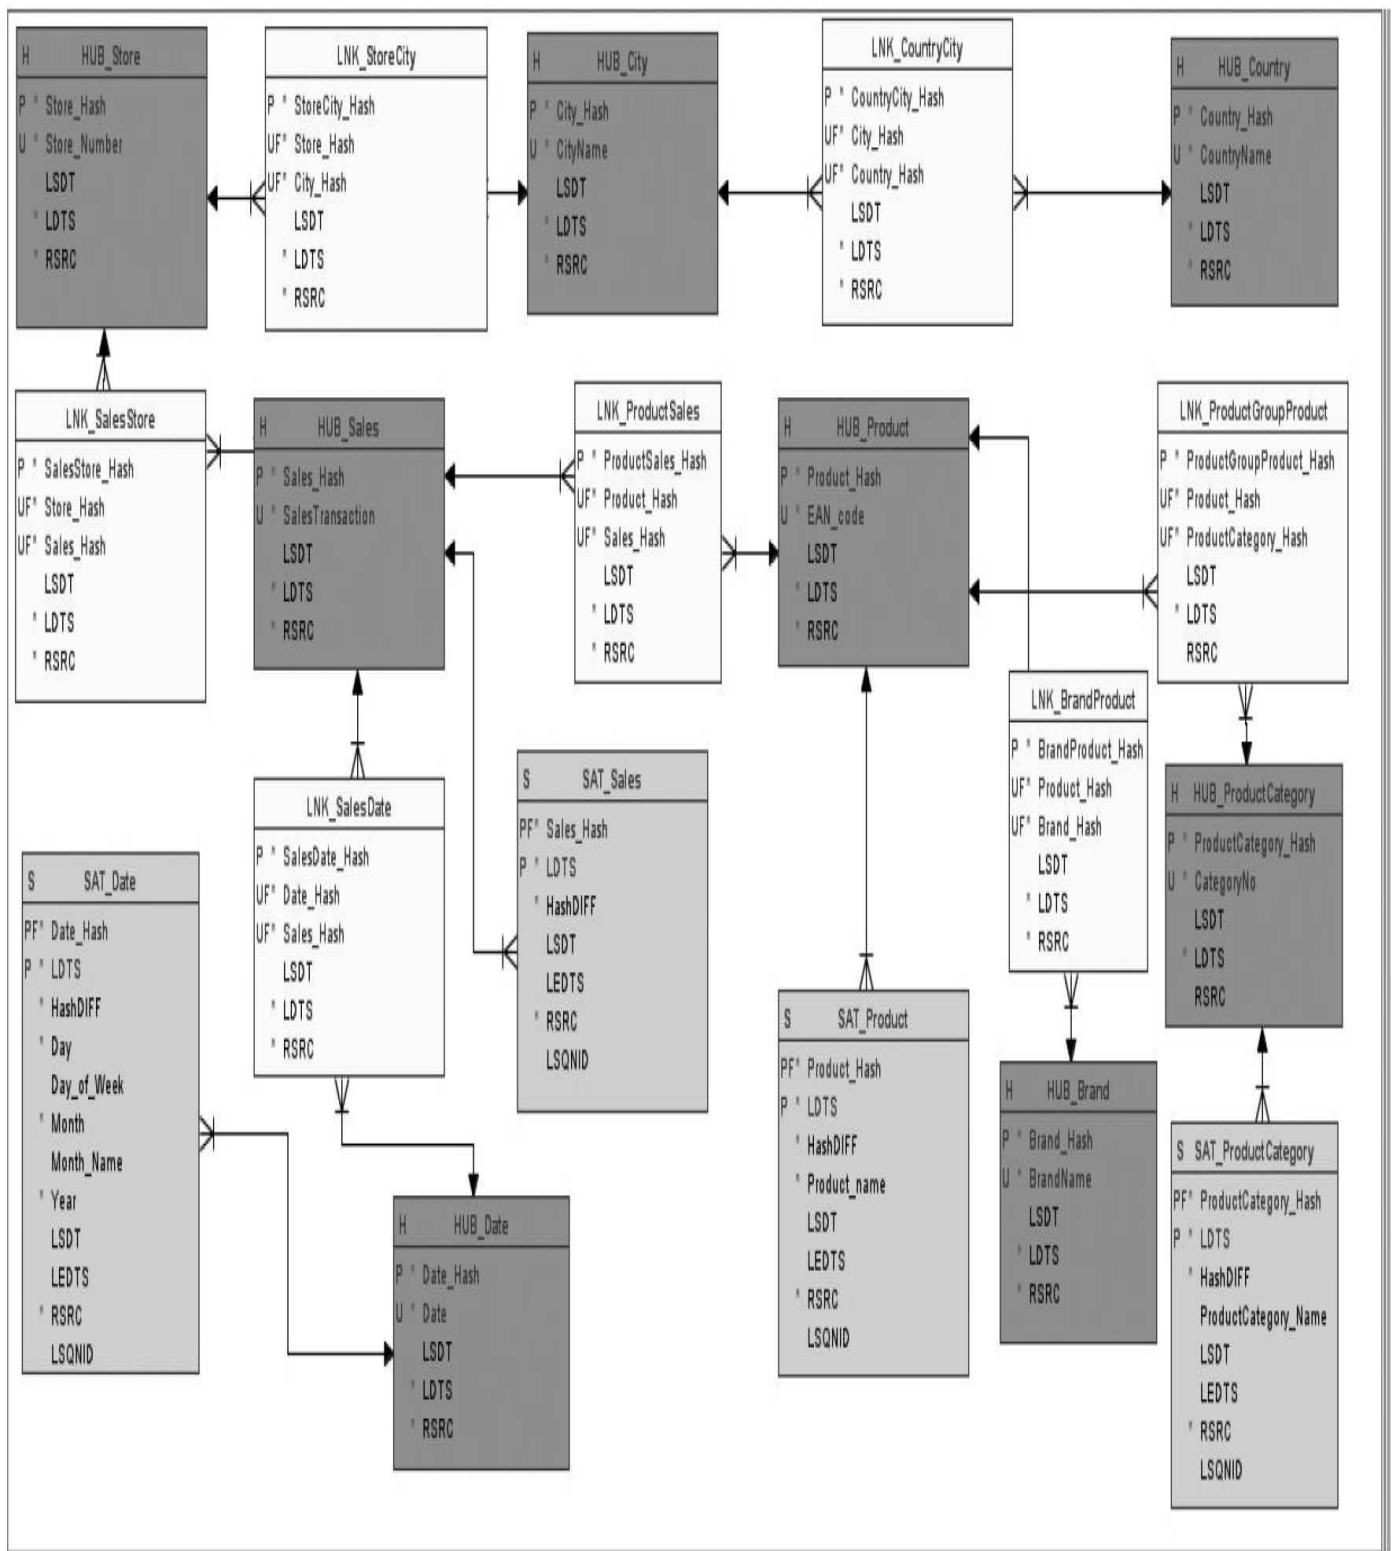 H HUB_Store
P * Store_Hash
U * Store_Number
LSDT
* LDTS
* RSRC
LNK_StoreCity
P * StoreCity_Hash
UF* Store_Hash
UF* City_Hash
LSDT
* LDTS
* RSRC
H HUB_City
P * City_Hash
U * CityName
LSDT
* LDTS
* RSRC
LNK_CountryCity
P * CountryCity_Hash
UF* City_Hash
UF* Country_Hash
LSDT
* LDTS
* RSRC
H HUB_Country
P * Country_Hash
U * CountryName
LSDT
* LDTS
* RSRC
LNK_SalesStore
P * SalesStore_Hash
UF* Store_Hash
UF* Sales_Hash
LSDT
* LDTS
* RSRC
H HUB_Sales
P * Sales_Hash
U * SalesTransaction
LSDT
* LDTS
* RSRC
LNK_ProductSales
P * ProductSales_Hash
UF* Product_Hash
UF* Sales_Hash
LSDT
* LDTS
* RSRC
H HUB_Product
P * Product_Hash
U * EAN_code
LSDT
* LDTS
* RSRC
LNK_ProductGroupProduct
P * ProductGroupProduct_Hash
UF* Product_Hash
UF* ProductCategory_Hash
LSDT
* LDTS
RSRC
LNK_BrandProduct
P * BrandProduct_Hash
UF* Product_Hash
UF* Brand_Hash
LSDT
* LDTS
* RSRC
H HUB_ProductCategory
P * ProductCategory_Hash
U * CategoryNo
LSDT
* LDTS
RSRC
LNK_SalesDate
P * SalesDate_Hash
UF* Date_Hash
UF* Sales_Hash
LSDT
* LDTS
* RSRC
S SAT_Sales
PF* Sales_Hash
P * LDTS
* HashDIFF
LSDT
LEDTS
* RSRC
LSQNID
S SAT_Date
PF* Date_Hash
P * LDTS
* HashDIFF
* Day
Day_of_Week
* Month
Month_Name
* Year
LSDT
LEDTS
* RSRC
LSQNID
S SAT_Product
PF* Product_Hash
P * LDTS
* HashDIFF
* Product_name
LSDT
LEDTS
* RSRC
LSQNID
H HUB_Brand
P * Brand_Hash
U * BrandName
LSDT
* LDTS
* RSRC
S SAT_ProductCategory
PF* ProductCategory_Hash
P * LDTS
* HashDIFF
ProductCategory_Name
LSDT
LEDTS
* RSRC
LSQNID
H HUB_Date
P * Date_Hash
U * Date
LSDT
* LDTS
* RSRC